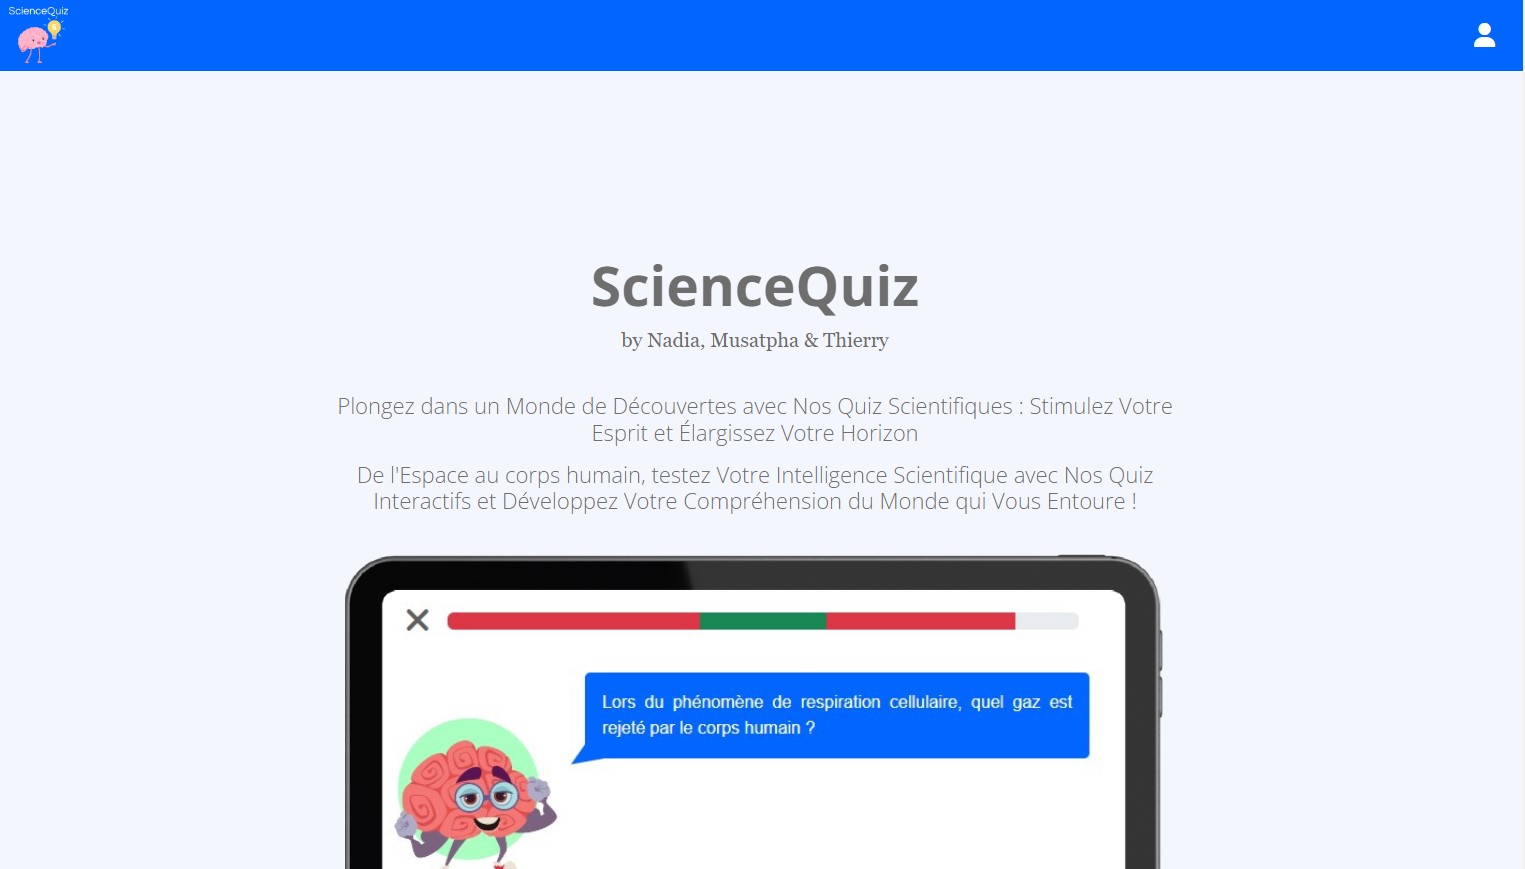 ScienceQuiz
ScienceQuiz
by Nadia, Musatpha & Thierry
Plongez dans un Monde de Découvertes avec Nos Quiz Scientifiques : Stimulez Votre
Esprit et Élargissez Votre Horizon
De l'Espace au corps humain, testez Votre Intelligence Scientifique avec Nos Quiz
Interactifs et Développez Votre Compréhension du Monde qui Vous Entoure !
Lors du phénomène de respiration cellulaire, quel gaz est
rejeté par le corps humain ?